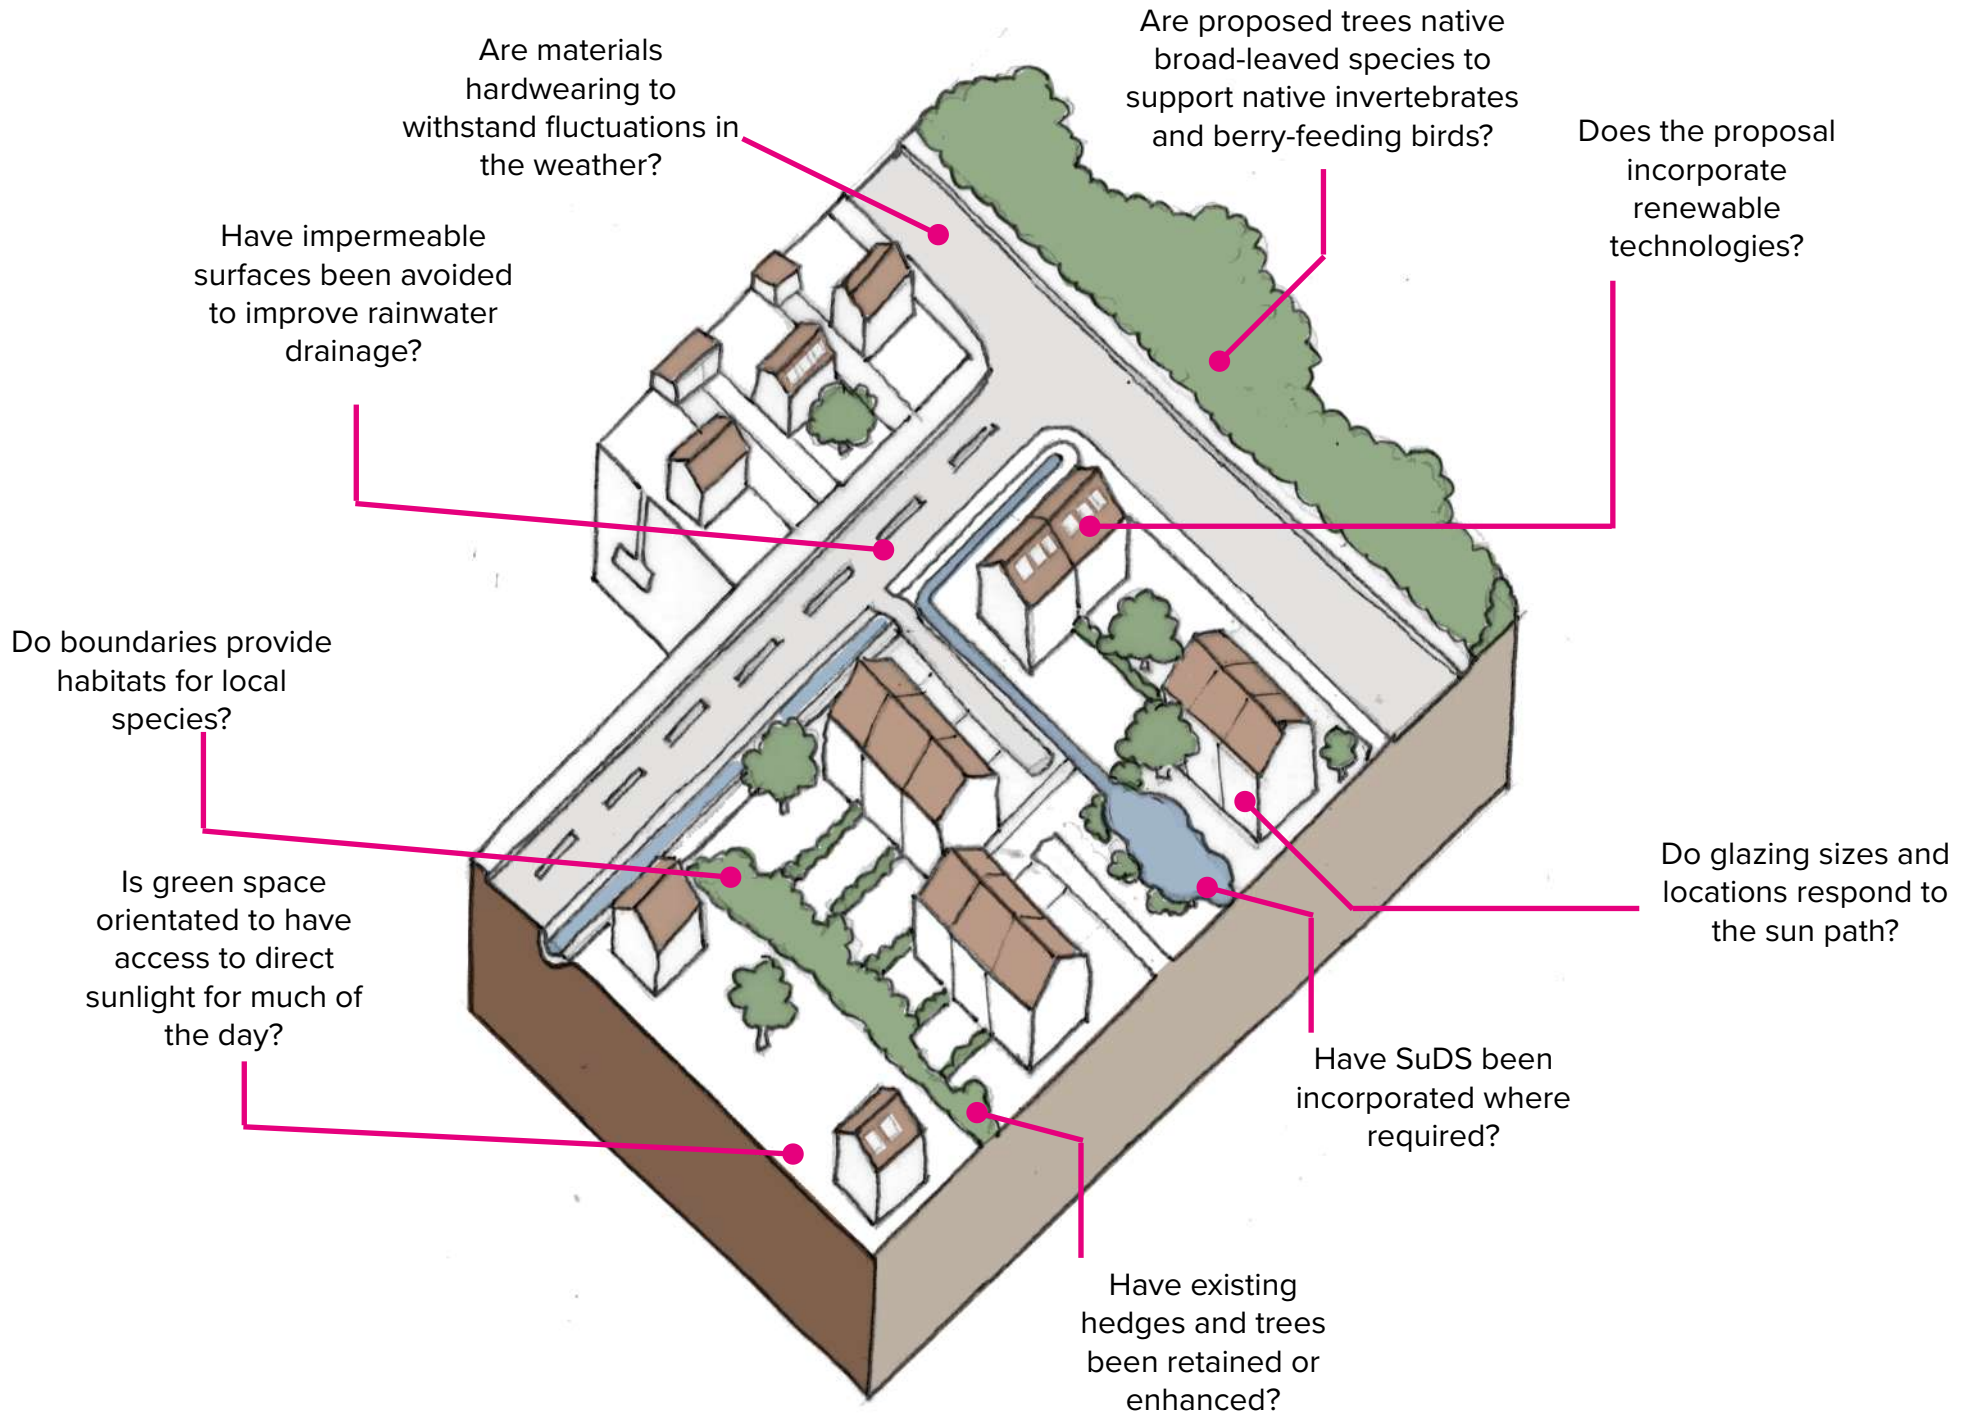 Are materials
hardwearing to
withstand fluctuations in
the weather?
Are proposed trees native
broad-leaved species to
support native invertebrates
and berry-feeding birds?
Does the proposal
incorporate
renewable
technologies?
Have impermeable
surfaces been avoided
to improve rainwater
drainage?
Do boundaries provide
habitats for local
species?
Is green space
orientated to have
access to direct
sunlight for much of
the day?
Do glazing sizes and
locations respond to
the sun path?
Have SuDS been
incorporated where
required?
Have existing
hedges and trees
been retained or
enhanced?